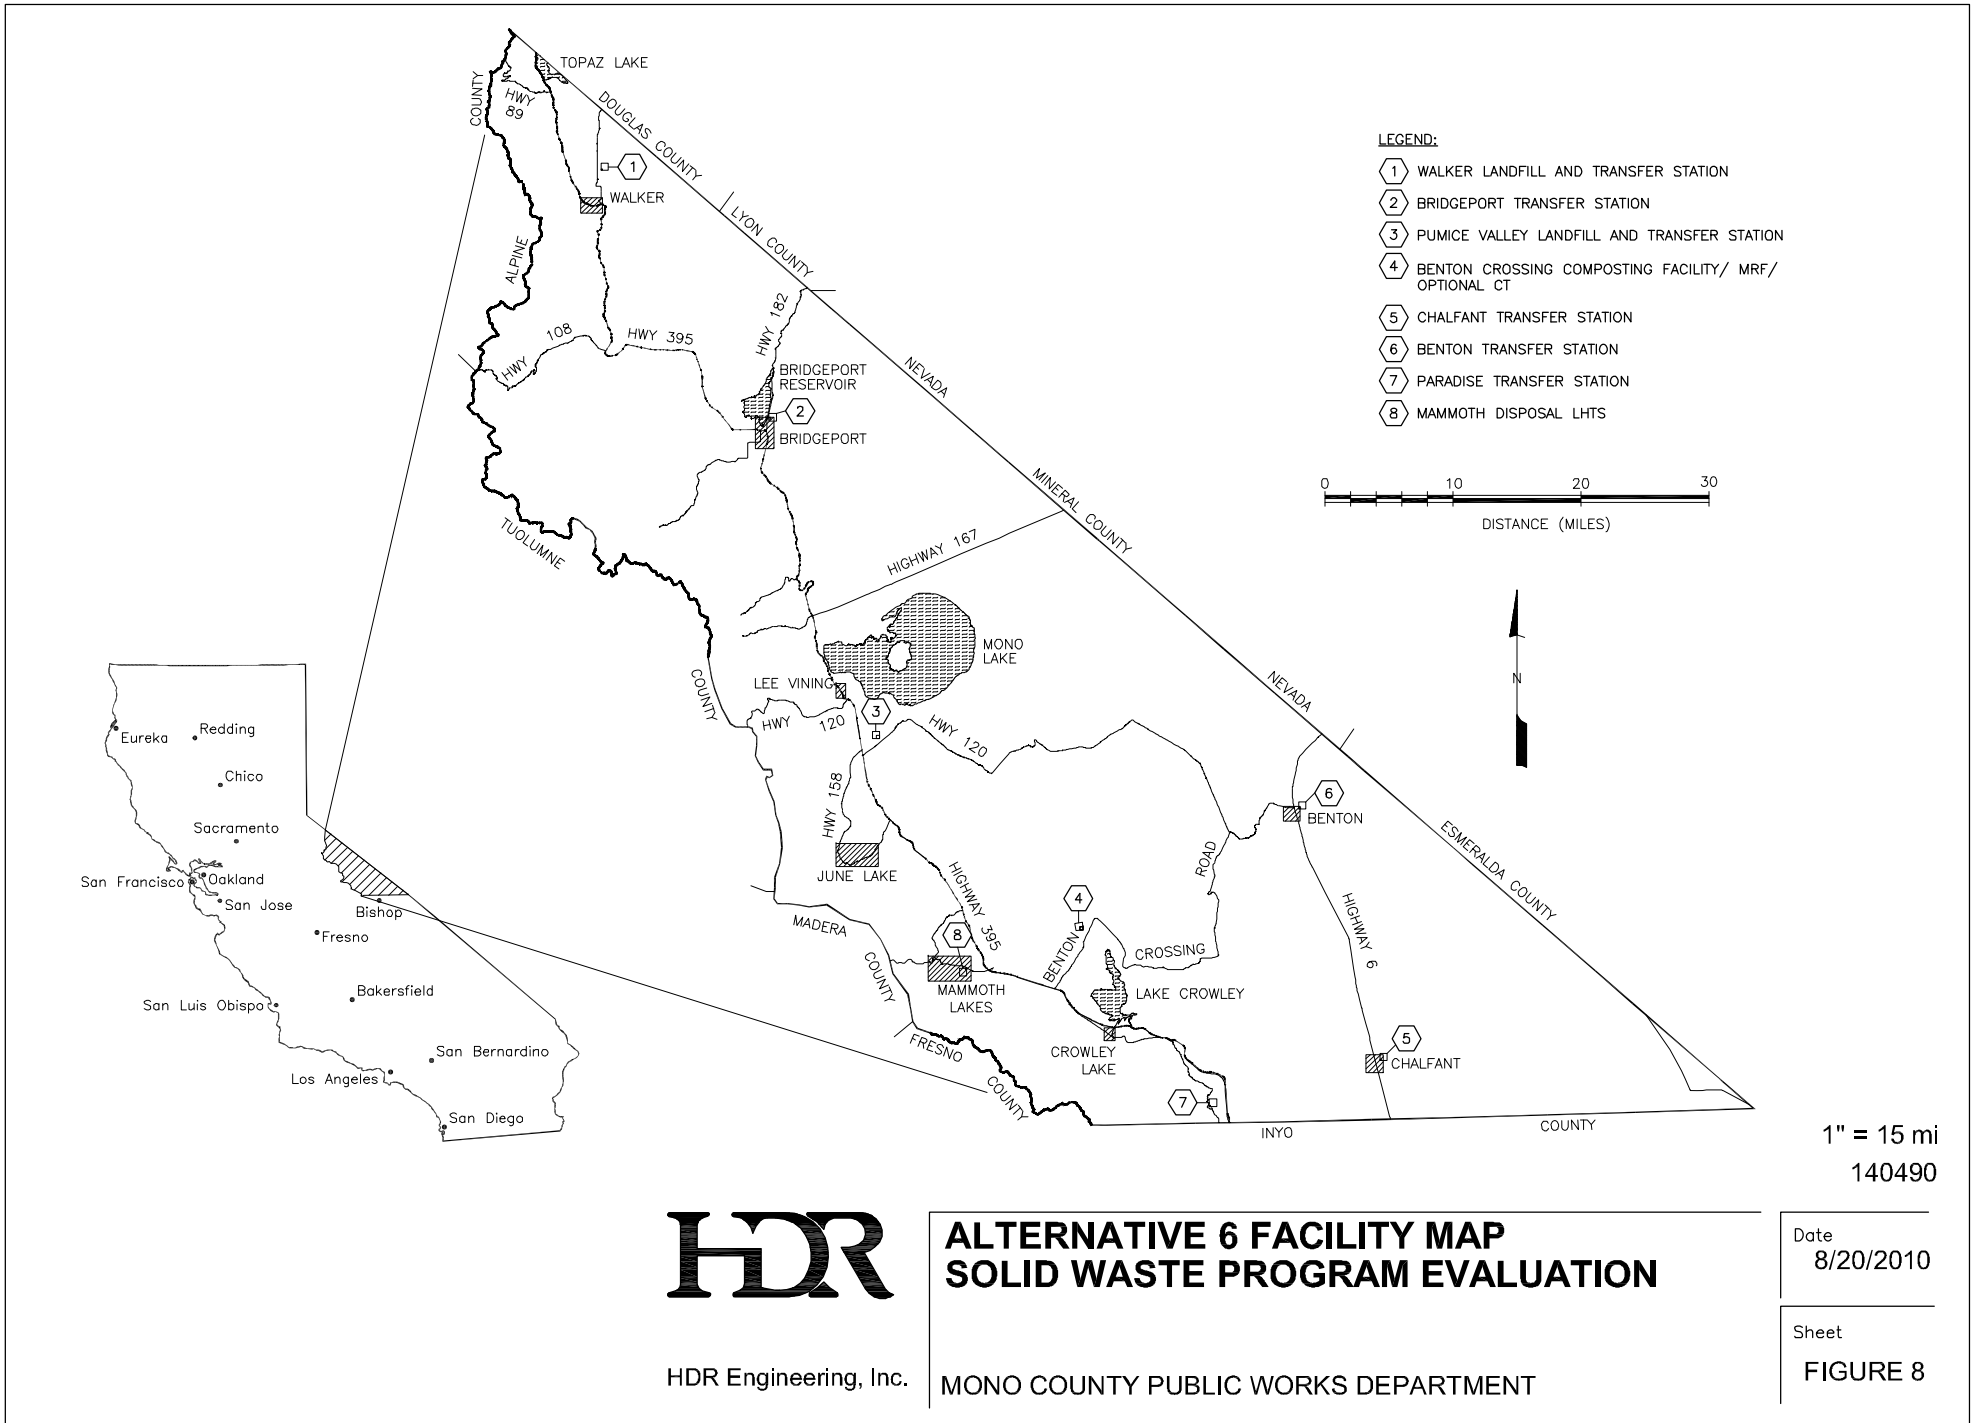 TOPAZ LAKE
COUNTY
HWY
89
DOUGLAS COUNTY
1
WALKER
ALPINE
LYON COUNTY
HWY 182
HWY 108
HWY 395
NEVADA
BRIDGEPORT
RESERVOIR
2
BRIDGEPORT
MINERAL COUNTY
TUOLUMNE
HIGHWAY 167
MONO
LAKE
COUNTY
LEE VINING
NEVADA
HWY 120
3
HWY 120
HWY 158
6
BENTON
JUNE LAKE
ROAD
ESMERALDA COUNTY
HIGHWAY 395
HIGHWAY 6
MADERA
4
8
BENTON
CROSSING
COUNTY
MAMMOTH
LAKES
LAKE CROWLEY
FRESNO
CROWLEY
LAKE
5
CHALFANT
COUNTY
7
INYO
COUNTY
LEGEND:
1 WALKER LANDFILL AND TRANSFER STATION
2 BRIDGEPORT TRANSFER STATION
3 PUMICE VALLEY LANDFILL AND TRANSFER STATION
4 BENTON CROSSING COMPOSTING FACILITY/ MRF/
OPTIONAL CT
5 CHALFANT TRANSFER STATION
6 BENTON TRANSFER STATION
7 PARADISE TRANSFER STATION
8 MAMMOTH DISPOSAL LHTS
0 10 20 30
DISTANCE (MILES)
N
Eureka
Redding
Chico
Sacramento
San Francisco
Oakland
San Jose
Bishop
Fresno
San Luis Obispo
Bakersfield
San Bernardino
Los Angeles
San Diego
1" = 15 mi
140490
HDR
HDR Engineering, Inc.
ALTERNATIVE 6 FACILITY MAP
SOLID WASTE PROGRAM EVALUATION
MONO COUNTY PUBLIC WORKS DEPARTMENT
Date
8/20/2010
Sheet
FIGURE 8